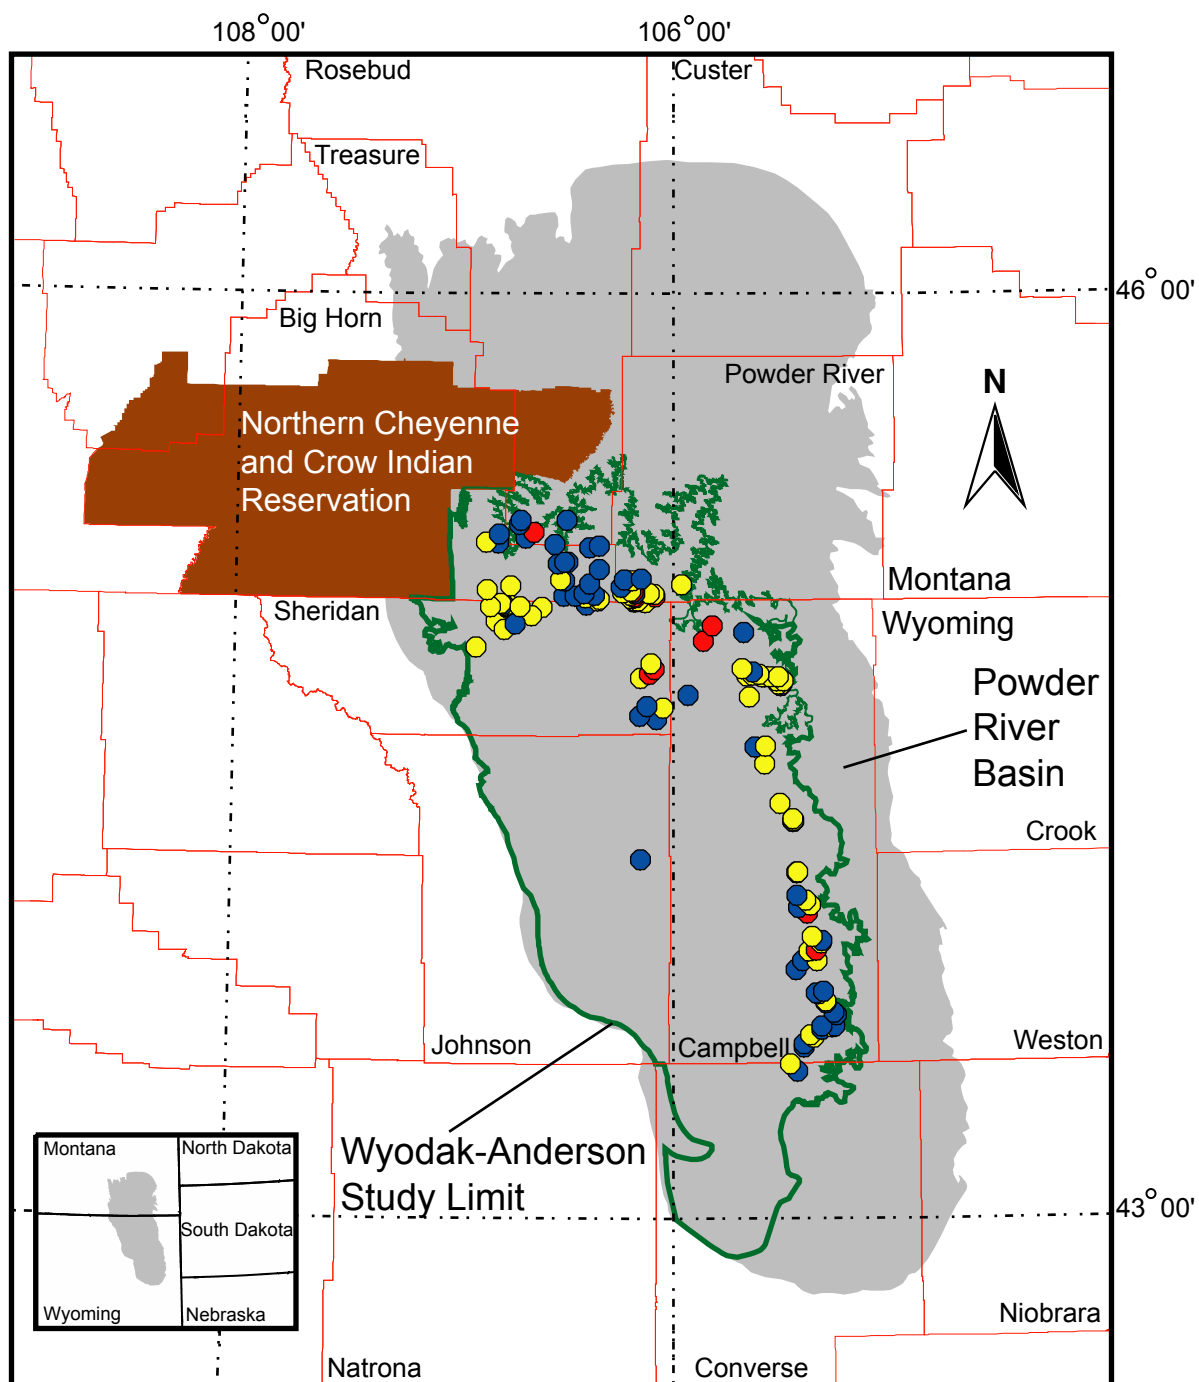 108°00'
106°00'
Rosebud
Custer
Treasure
46°00'
Big Horn
Powder River
N
Northern Cheyenne
and Crow Indian
Reservation
Montana
Sheridan
Wyoming
Powder
River
Basin
Crook
Johnson
Campbell
Weston
Wyodak-Anderson
Study Limit
Montana
North Dakota
South Dakota
Wyoming
Nebraska
43°00'
Niobrara
Natrona
Converse